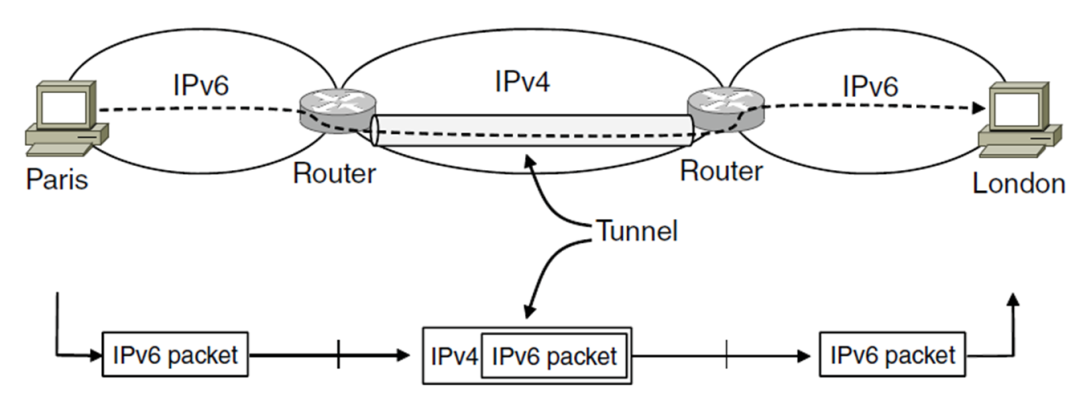 IPv6
IPv4
IPv6
Paris
Router
Router
London
Tunnel
IPv6 packet
IPv4 IPv6 packet
IPv6 packet